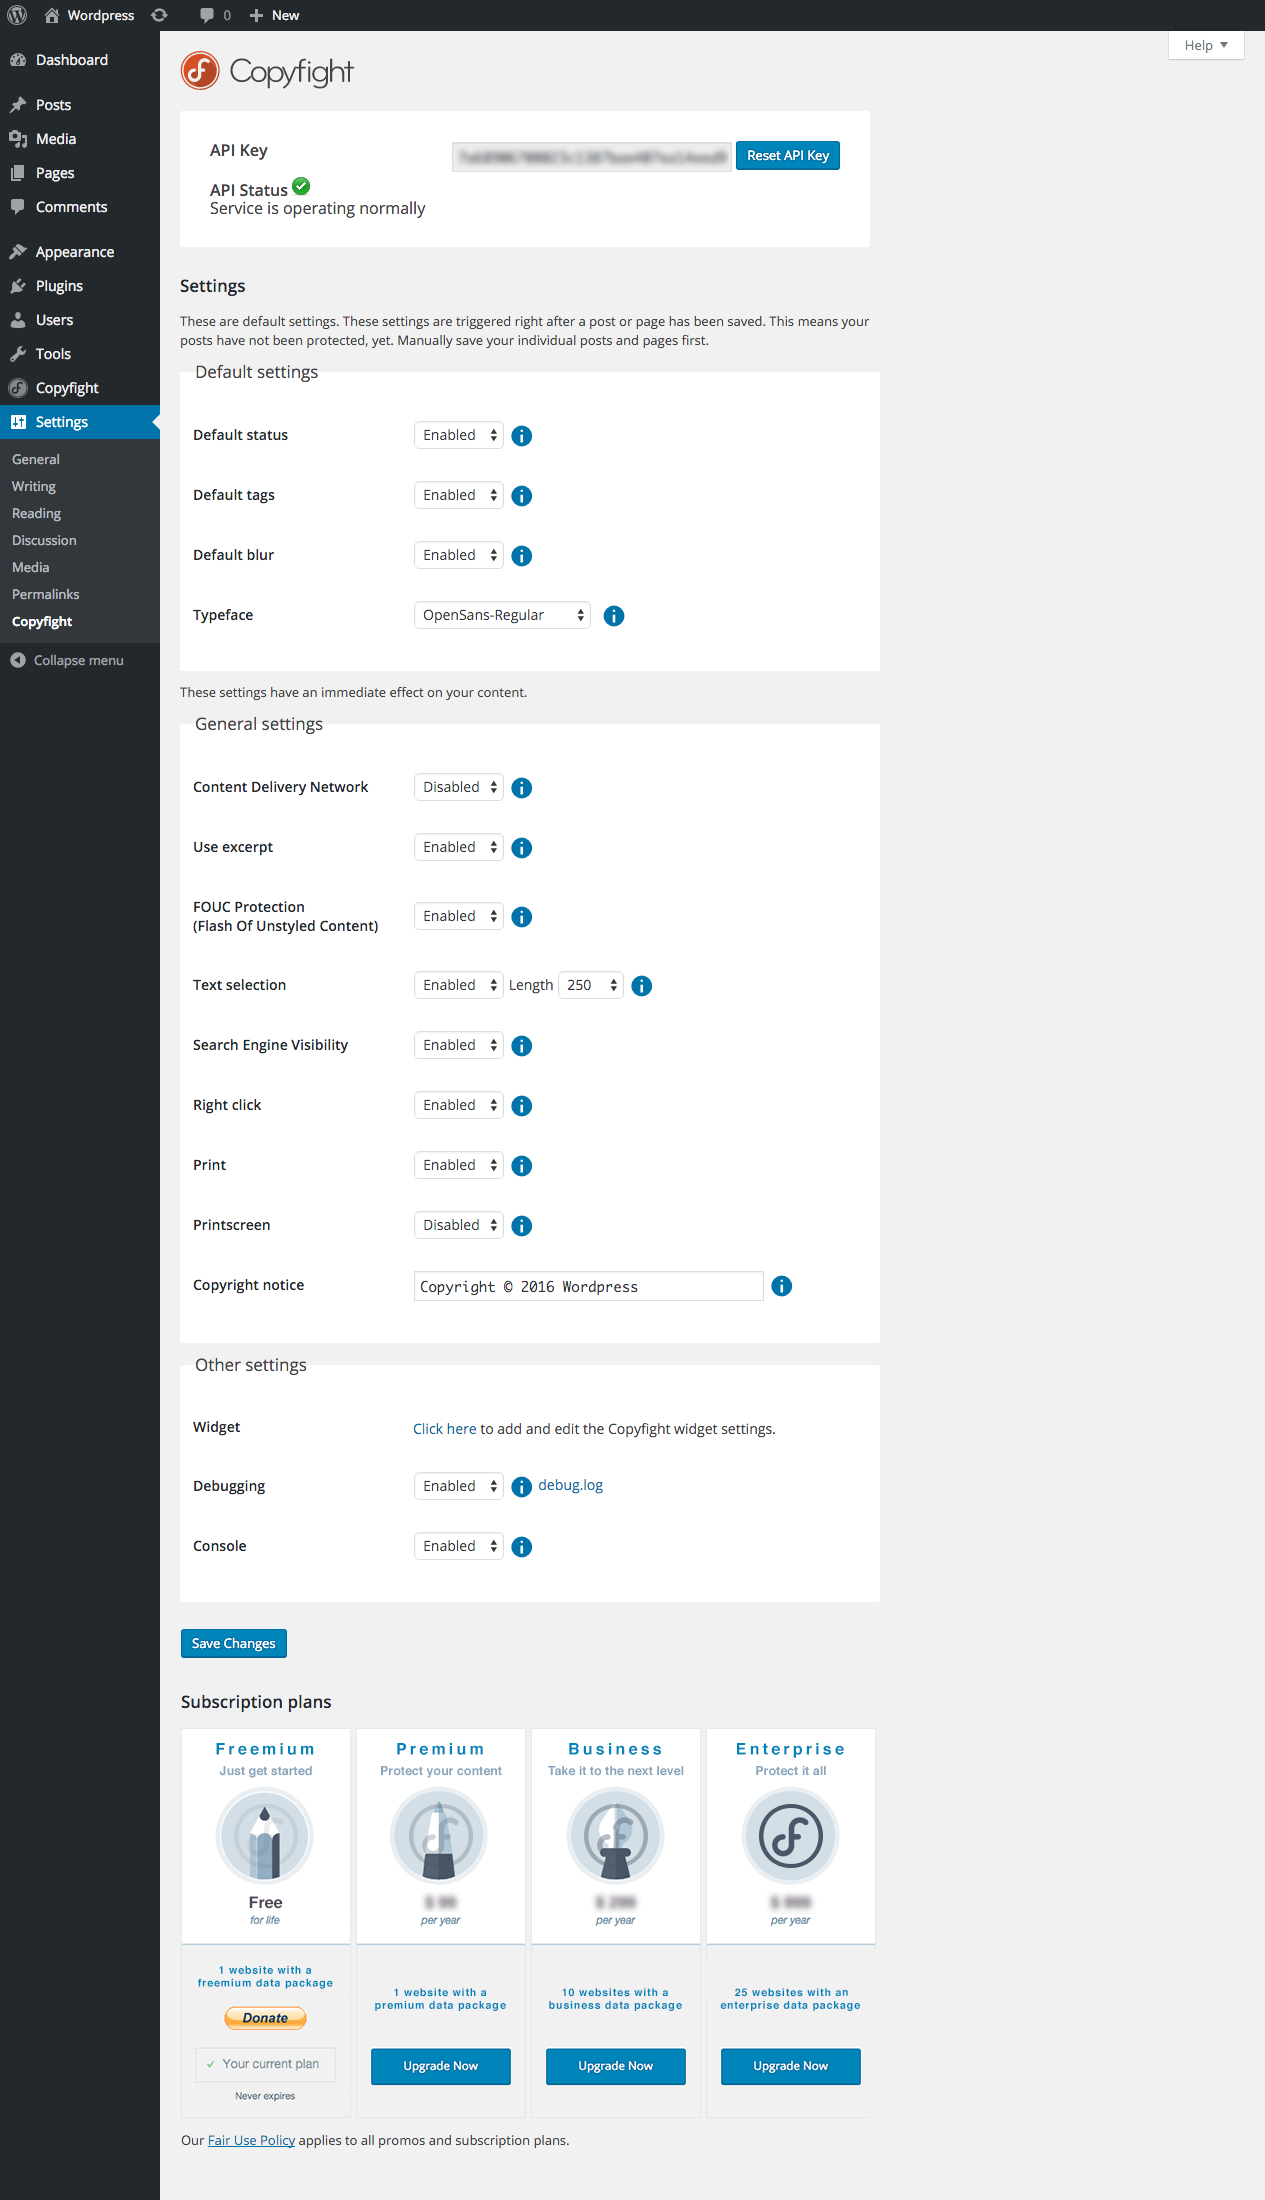 Wordpress
0
New
Help
Dashboard
Posts
Media
Pages
Comments
Appearance
Plugins
Users
Tools
Copyfight
Settings
General
Writing
Reading
Discussion
Media
Permalinks
Copyfight
Collapse menu
Copyfight
API Key
Reset API Key
API Status
Service is operating normally
Settings
These are default settings. These settings are triggered right after a post or page has been saved. This means your
posts have not been protected, yet. Manually save your individual posts and pages first.
Default settings
Default status Enabled
Default tags Enabled
Default blur Enabled
Typeface OpenSans-Regular
These settings have an immediate effect on your content.
General settings
Content Delivery Network Disabled
Use excerpt Enabled
FOUC Protection
(Flash Of Unstyled Content) Enabled
Text selection Enabled Length 250
Search Engine Visibility Enabled
Right click Enabled
Print Enabled
Printscreen Disabled
Copyright notice Copyright © 2016 Wordpress
Other settings
Widget Click here to add and edit the Copyfight widget settings.
Debugging Enabled debug.log
Console Enabled
Save Changes
Subscription plans
Freemium
Just get started
Free
for life
1 website with a
freemium data package
Donate
✓ Your current plan
Never expires
Premium
Protect your content
per year
1 website with a
premium data package
Upgrade Now
Business
Take it to the next level
per year
10 websites with a
business data package
Upgrade Now
Enterprise
Protect it all
per year
25 websites with an
enterprise data package
Upgrade Now
Our Fair Use Policy applies to all promos and subscription plans.